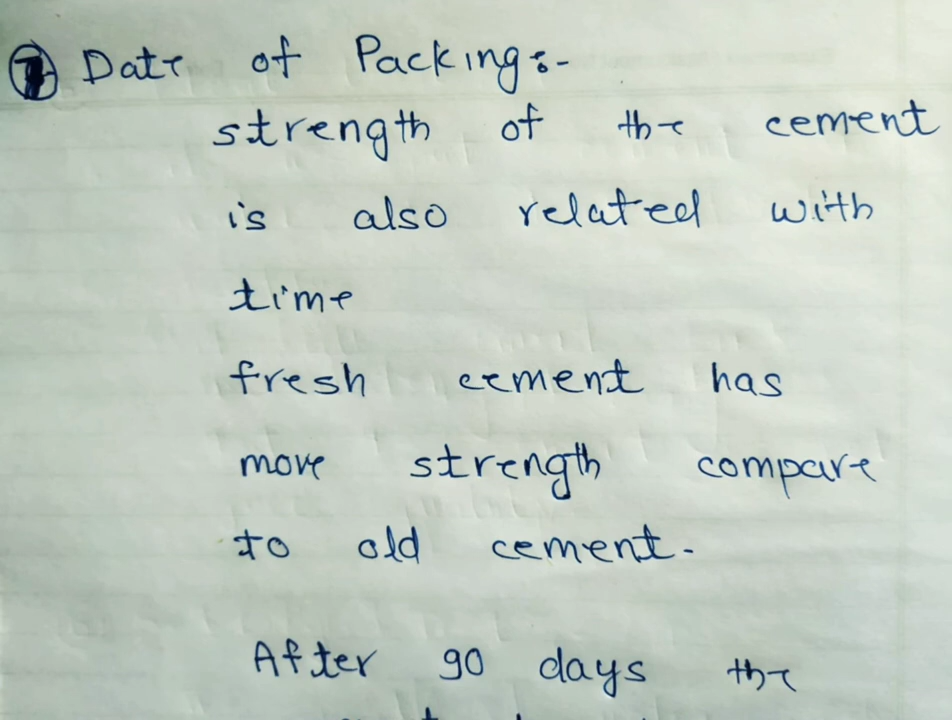 7 Date of Packing:-
strength of the cement
is also related with
time
fresh cement has
more strength compare
to old cement.
After 90 days the